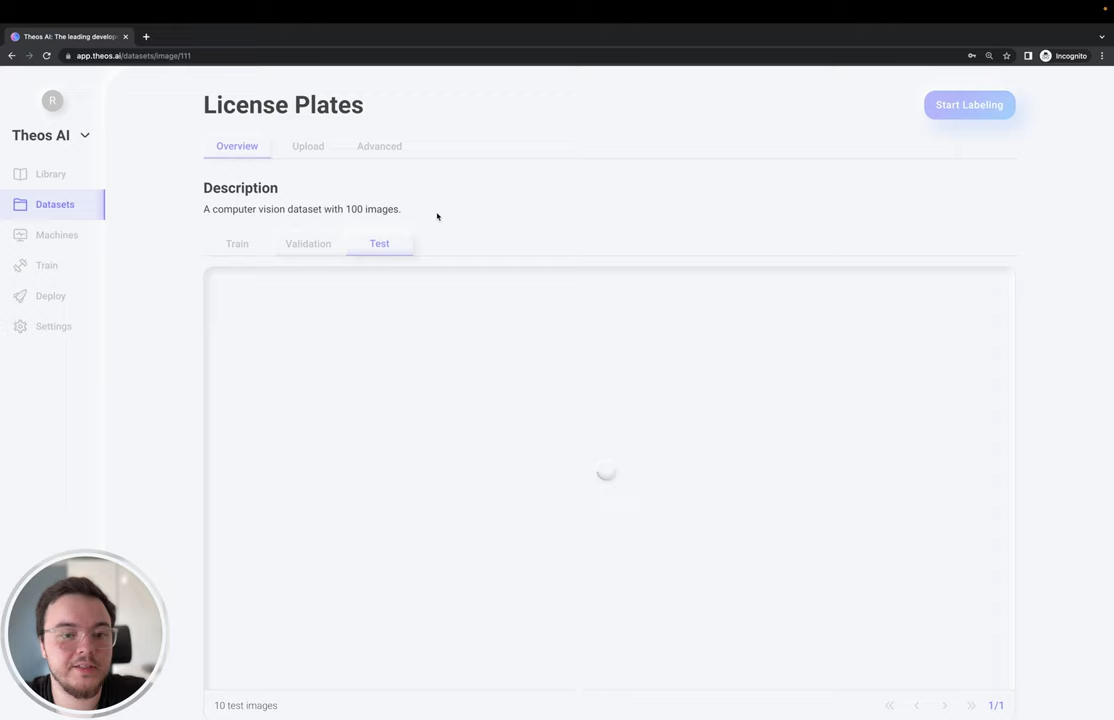 Theos AI: The leading develop
app.theos.ai/datasets/image/111
Incognito
R
Theos AI
Library
Datasets
Machines
Train
Deploy
Settings
License Plates
Start Labeling
Overview
Upload
Advanced
Description
A computer vision dataset with 100 images.
Train
Validation
Test
10 test images
1/1